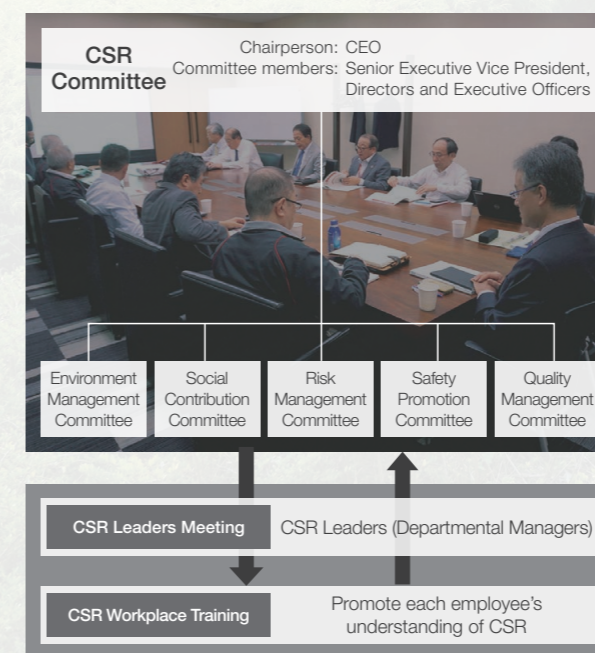 CSR
Committee
Chairperson: CEO
Committee members: Senior Executive Vice President,
Directors and Executive Officers
Environment
Management
Committee
Social
Contribution
Committee
Risk
Management
Committee
Safety
Promotion
Committee
Quality
Management
Committee
CSR Leaders Meeting
CSR Leaders (Departmental Managers)
CSR Workplace Training
Promote each employee’s
understanding of CSR